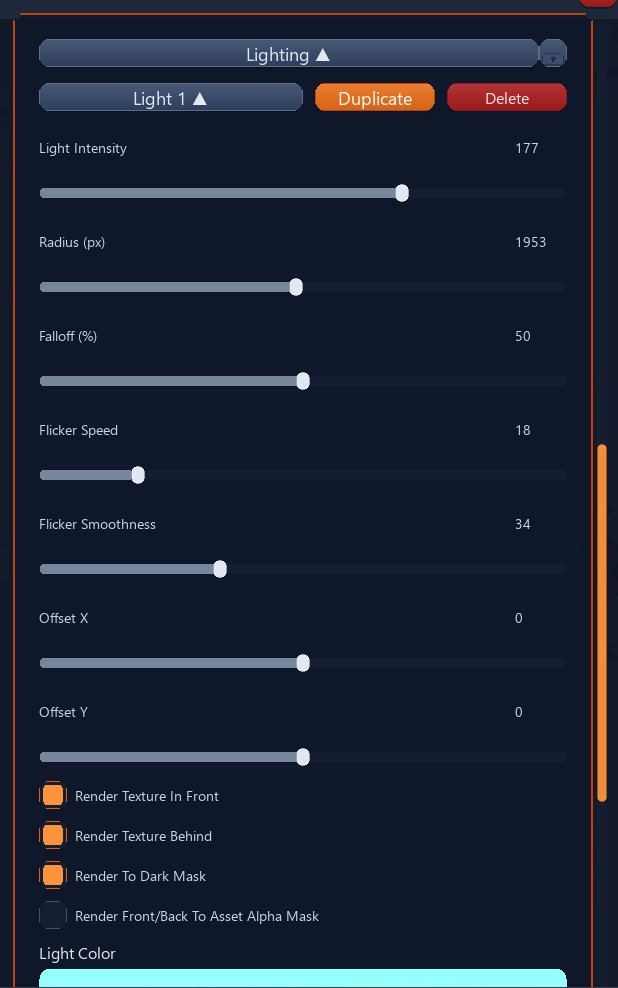 Lighting ▲
Light 1 ▲ Duplicate Delete
Light Intensity 177
Radius (px) 1953
Falloff (%) 50
Flicker Speed 18
Flicker Smoothness 34
Offset X 0
Offset Y 0
Render Texture In Front
Render Texture Behind
Render To Dark Mask
Render Front/Back To Asset Alpha Mask
Light Color